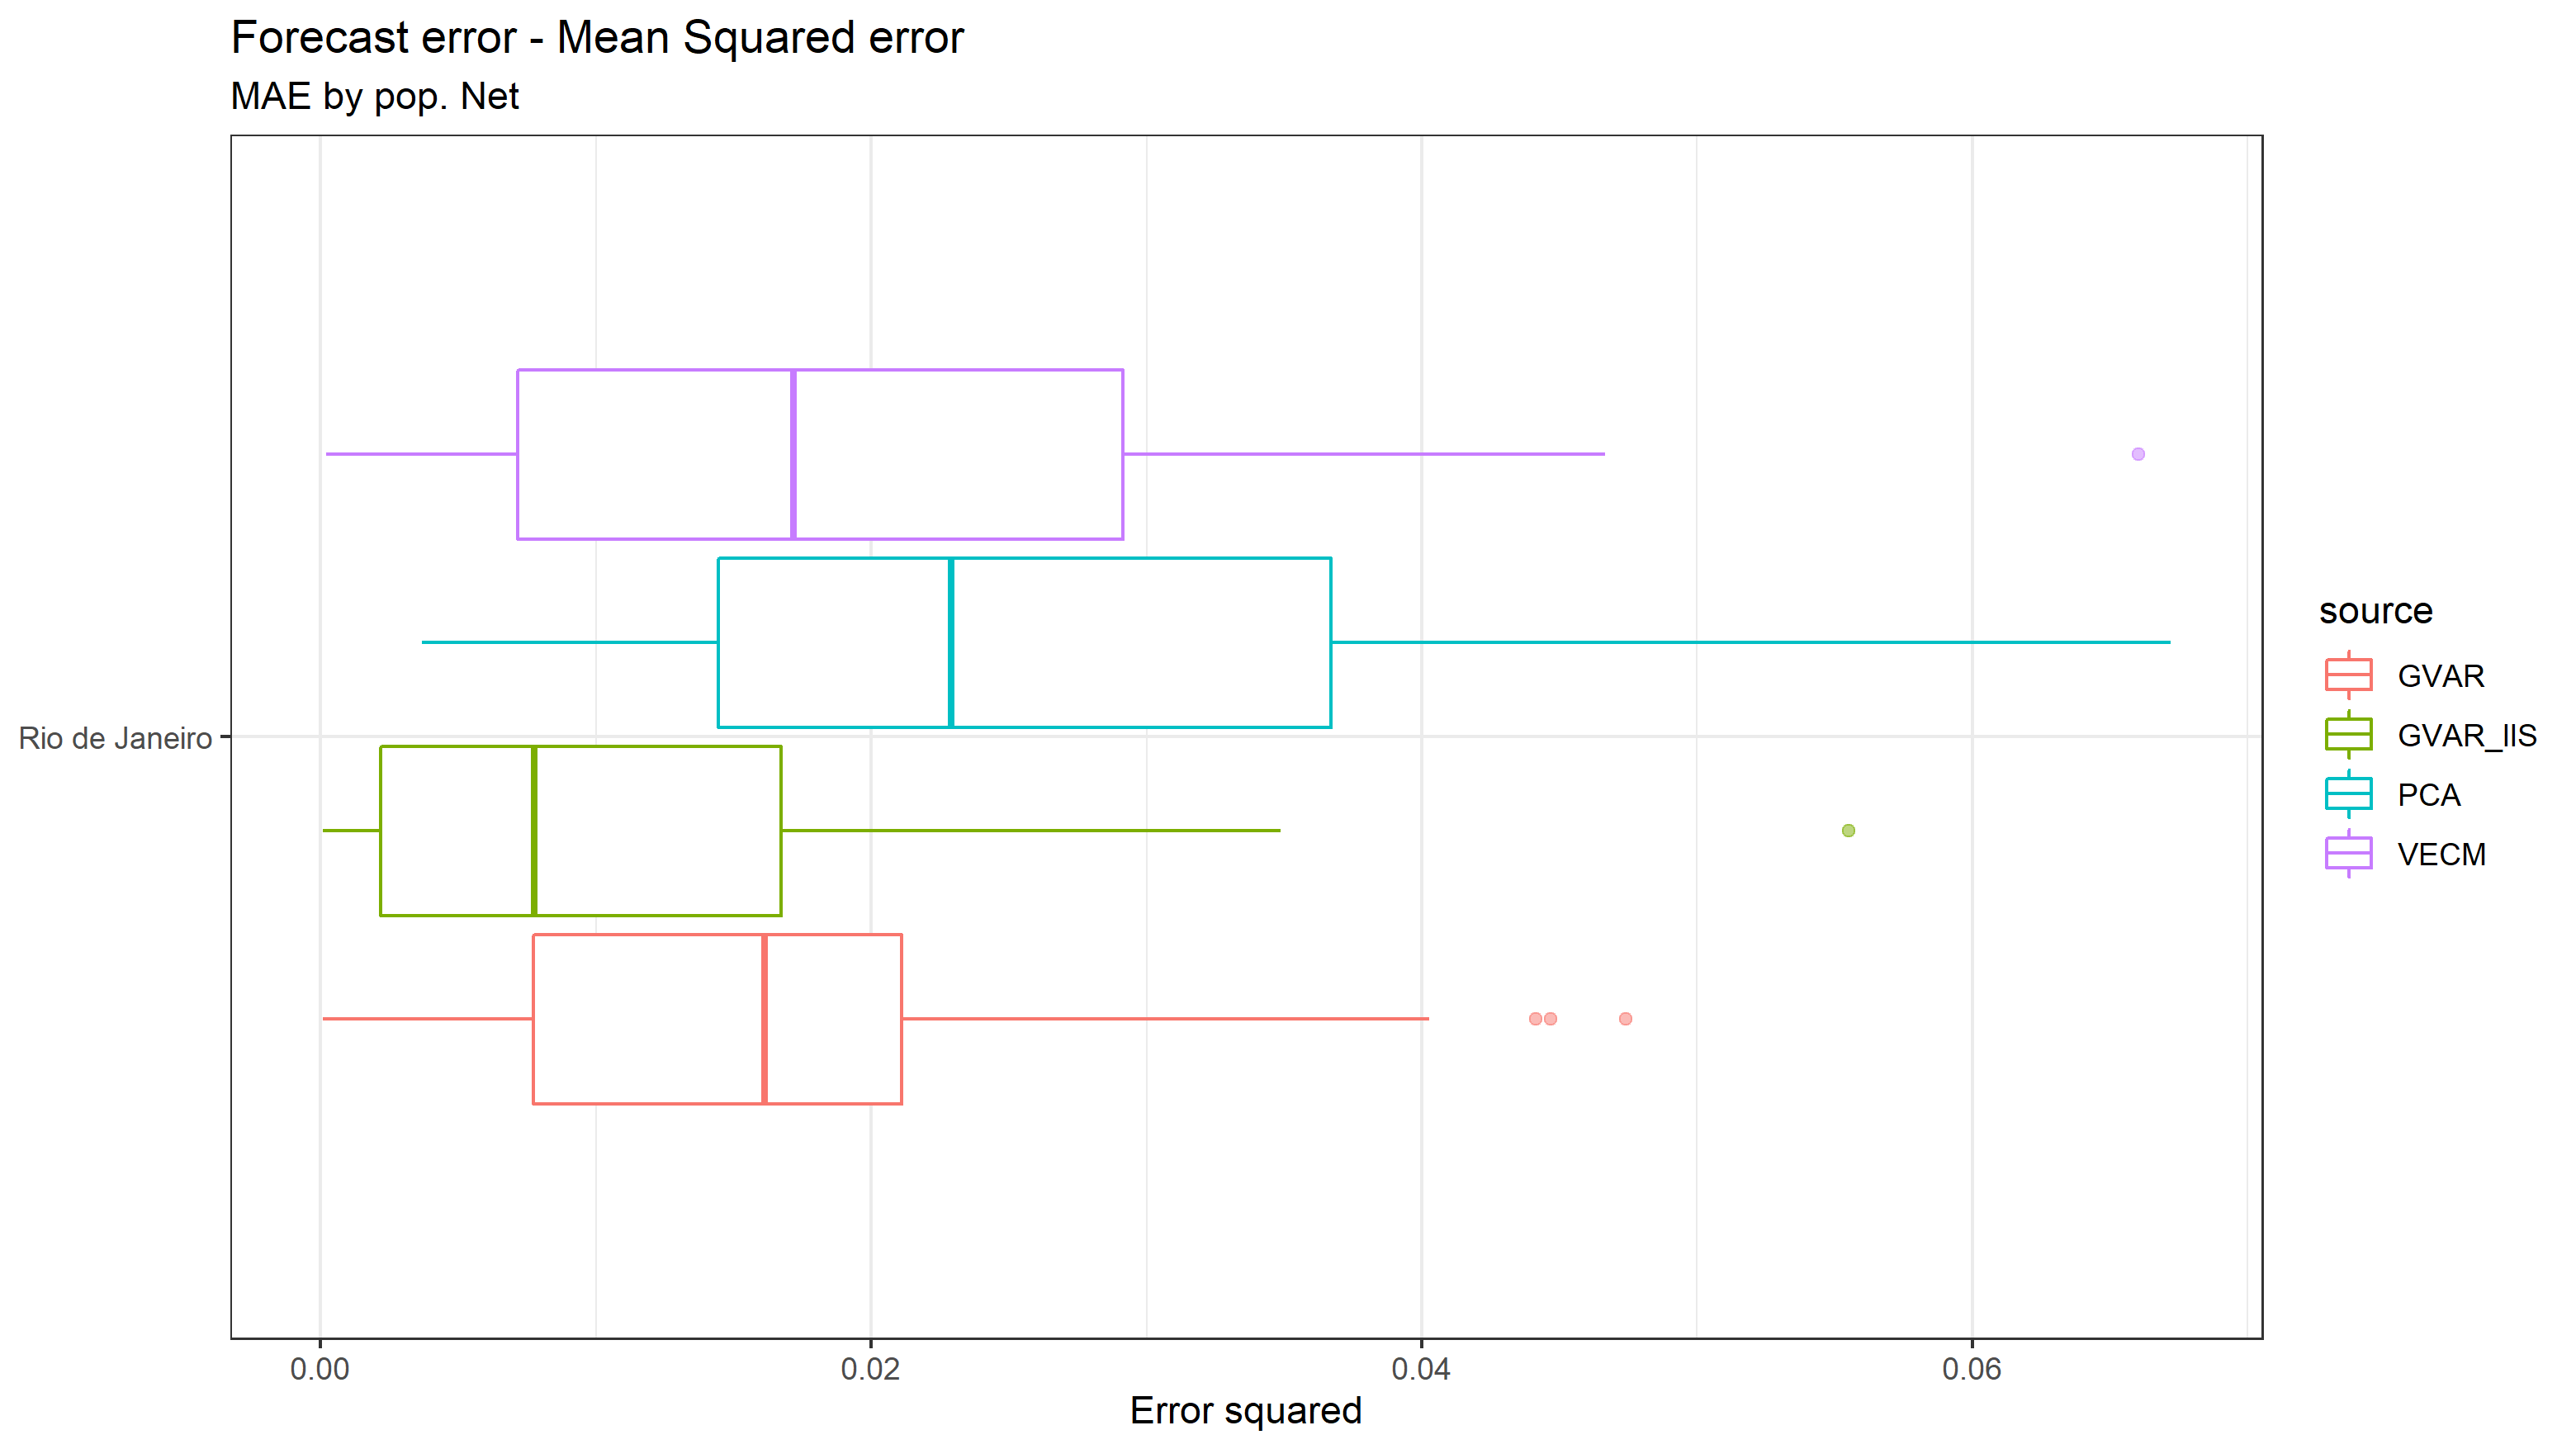 Forecast error - Mean Squared error
MAE by pop. Net
Rio de Janeiro
0.00
0.02
0.04
0.06
Error squared
source
GVAR
GVAR_IIS
PCA
VECM